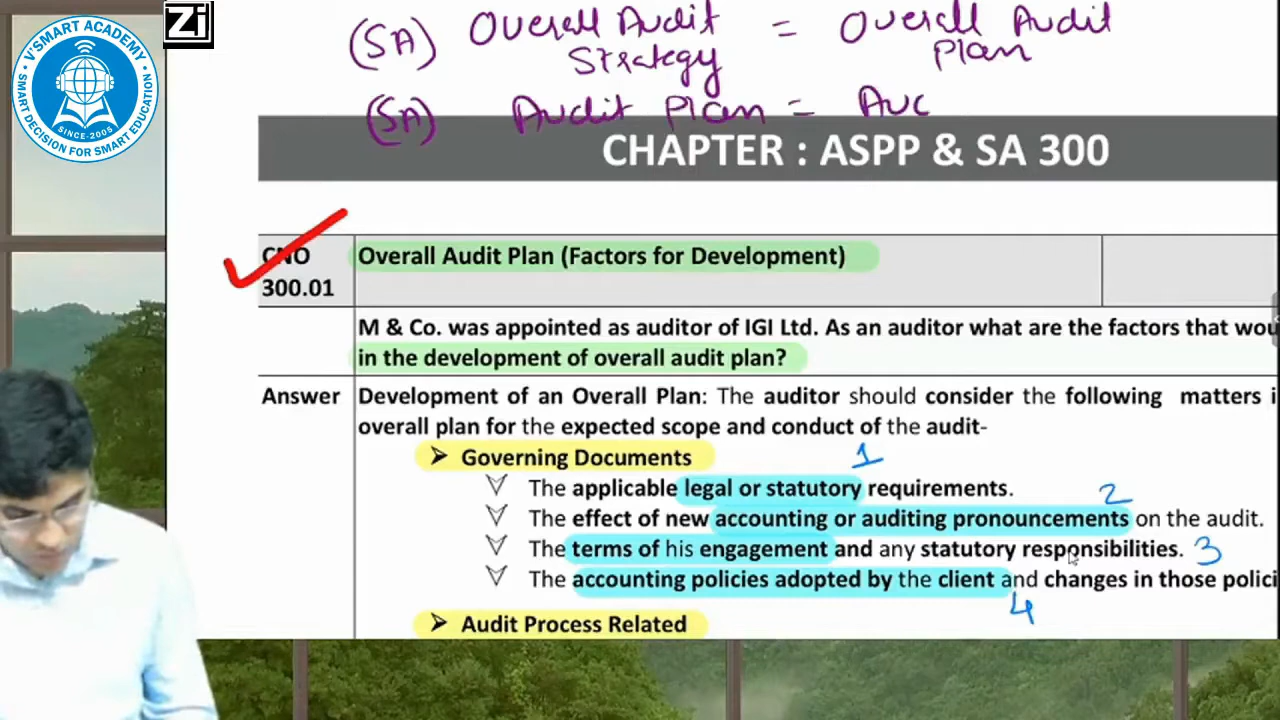 V'SMART ACADEMY
SINCE-2005
SMART DECISION FOR SMART EDUCATION
Zi
(SA) Overall Audit Strategy = Overall Audit Plan
(SA) Audit Plan = Aud
CHAPTER : ASPP & SA 300
CNO 300.01
Overall Audit Plan (Factors for Development)
M & Co. was appointed as auditor of IGI Ltd. As an auditor what are the factors that
in the development of overall audit plan?
Answer
Development of an Overall Plan: The auditor should consider the following matters
overall plan for the expected scope and conduct of the audit-
➢ Governing Documents 1
The applicable legal or statutory requirements. 2
The effect of new accounting or auditing pronouncements on the audit.
The terms of his engagement and any statutory responsibilities. 3
The accounting policies adopted by the client and changes in those
4
➢ Audit Process Related